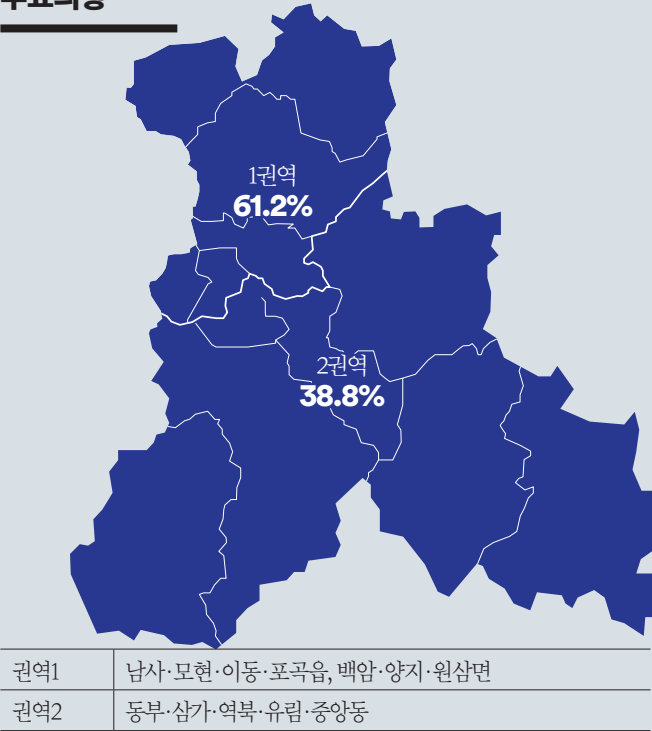 1권역
61.2%
2권역
38.8%
권역1 남사·모현·이동·포곡읍, 백암·양지·원삼면
권역2 동부·삼가·역북·유림·중앙동